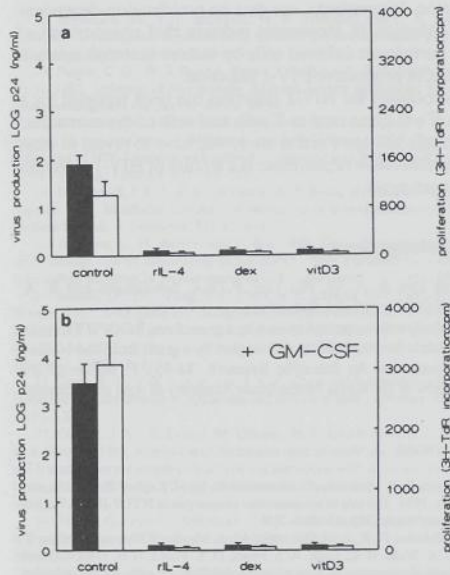 a
virus production LOG p24 (ng/ml)
5
4
3
2
1
0
4000
3200
2400
1600
800
0
proliferation (3H-TdR incorporation(cpm)
control rIL-4 dex vitD3
b
+ GM-CSF
virus production LOG p24 (ng/ml)
5
4
3
2
1
0
4000
3000
2000
1000
0
proliferation (3H-TdR incorporation(cpm)
control rIL-4 dex vitD3